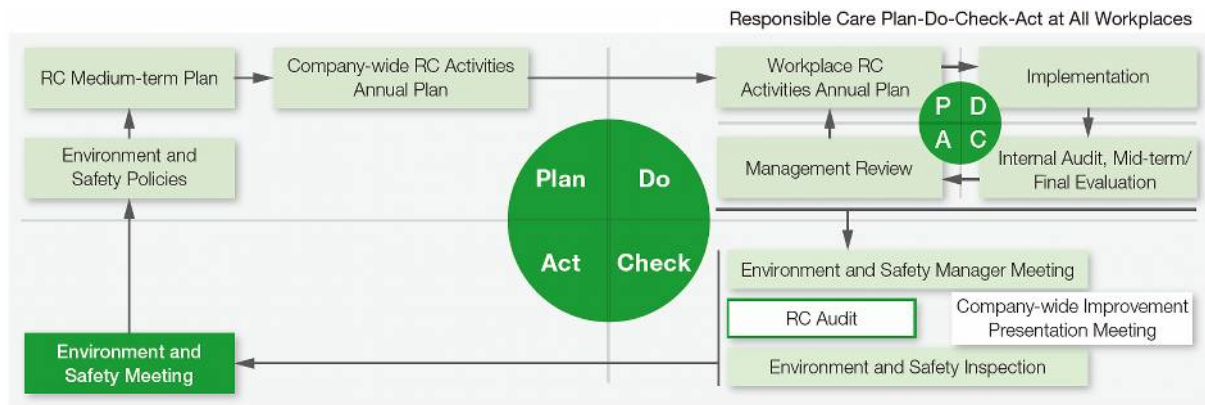 Responsible Care Plan-Do-Check-Act at All Workplaces
RC Medium-term Plan
Company-wide RC Activities
Annual Plan
Workplace RC
Activities Annual Plan
Implementation
P D
A C
Environment and
Safety Policies
Management Review
Internal Audit, Mid-term/
Final Evaluation
Plan Do
Act Check
Environment and Safety Manager Meeting
RC Audit
Company-wide Improvement
Presentation Meeting
Environment and Safety Inspection
Environment and
Safety Meeting